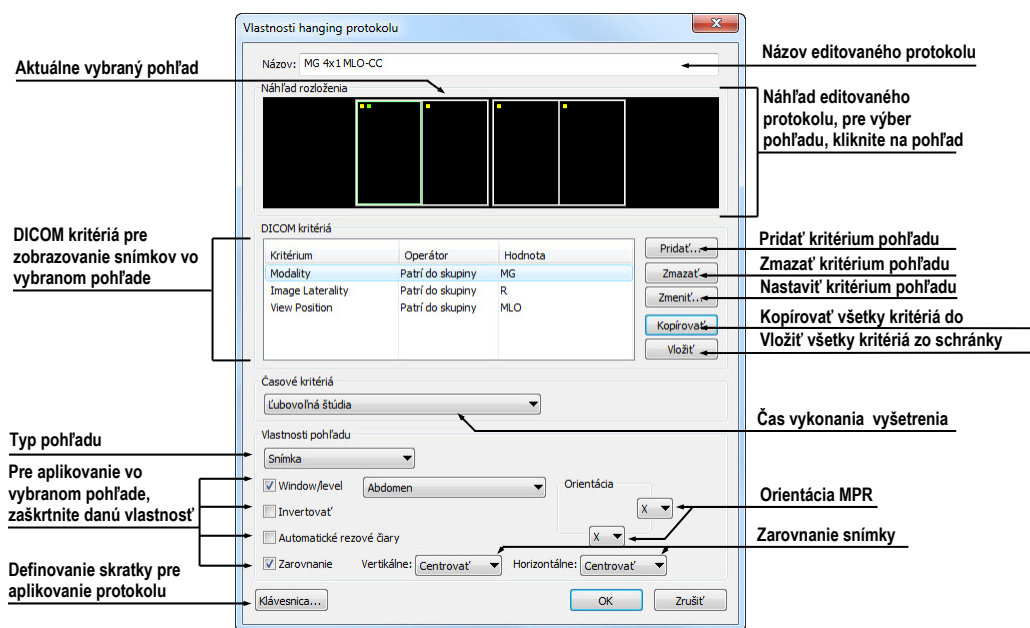 Vlastnosti hanging protokolu
Názov: MG 4x1 MLO-CC
Názov editovaného protokolu
Aktuálne vybraný pohľad
Náhľad rozloženia
Náhľad editovaného
protokolu, pre výber
pohľadu, kliknite na pohľad
DICOM kritériá pre
zobrazovanie snímkov vo
vybranom pohľade
DICOM kritériá
Kritérium Operátor Hodnota
Modality Patrí do skupiny MG
Image Laterality Patrí do skupiny R
View Position Patrí do skupiny MLO
Pridať...
Zmazať
Zmeniť...
Kopírovať
Vložiť
Pridať kritérium pohľadu
Zmazať kritérium pohľadu
Nastaviť kritérium pohľadu
Kopírovať všetky kritériá do
Vložiť všetky kritériá zo schránky
Časové kritériá
Ľubovoľná štúdia
Čas vykonania vyšetrenia
Vlastnosti pohľadu
Typ pohľadu
Snímka
Pre aplikovanie vo
vybranom pohľade,
zaškrtnite danú vlastnosť
Window/level Abdomen
Invertovať
Automatické rezové čiary
Zarovnanie Vertikálne: Centrovať Horizontálne: Centrovať
Orientácia
X
X
Orientácia MPR
Zarovnanie snímky
Definovanie skratky pre
aplikovanie protokolu
Klávesnica...
OK
Zrušiť